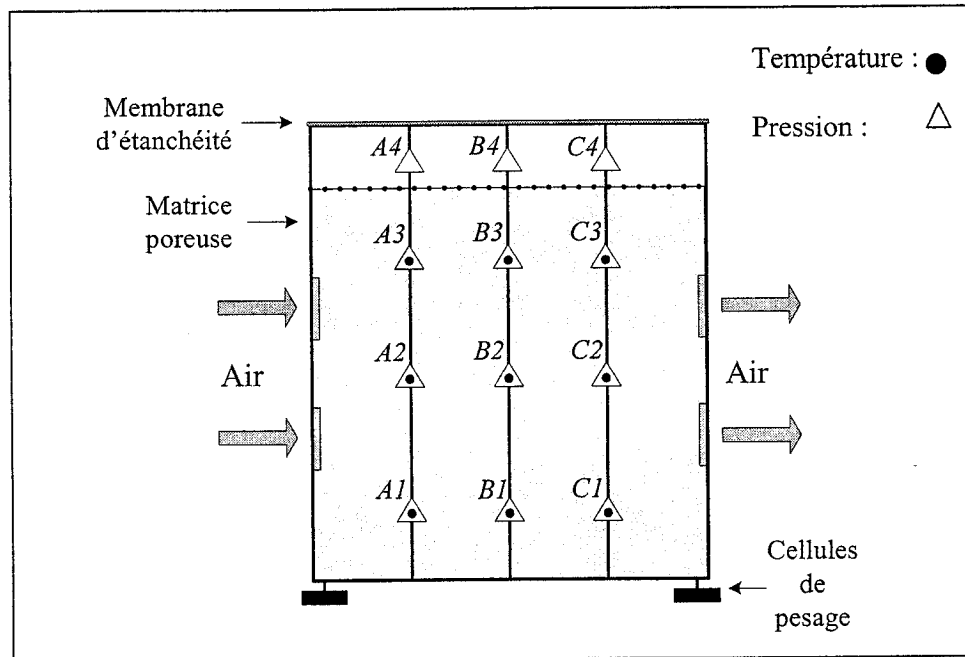 Température :
Membrane
d'étanchéité
Pression :
A4 B4 C4
Matrice
poreuse
A3 B3 C3
A2 B2 C2
Air
Air
A1 B1 C1
Cellules
de
pesage